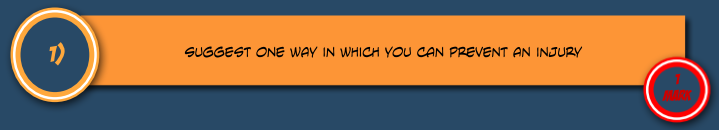 1)
SUGGEST ONE WAY IN WHICH YOU CAN PREVENT AN INJURY
1
MARK